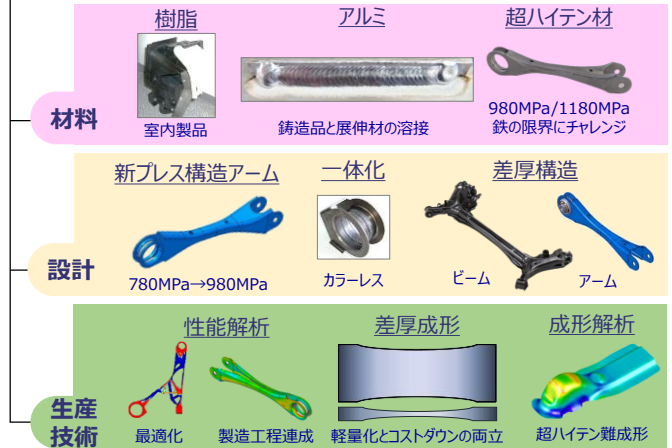 樹脂
アルミ
超ハイテン材
材料
室内製品
鋳造品と展伸材の溶接
980MPa/1180MPa
鉄の限界にチャレンジ
新プレス構造アーム
一体化
差厚構造
設計
780MPa→980MPa
カラーレス
ビーム
アーム
性能解析
差厚成形
成形解析
生産
技術
最適化
製造工程連成
軽量化とコストダウンの両立
超ハイテン難成形